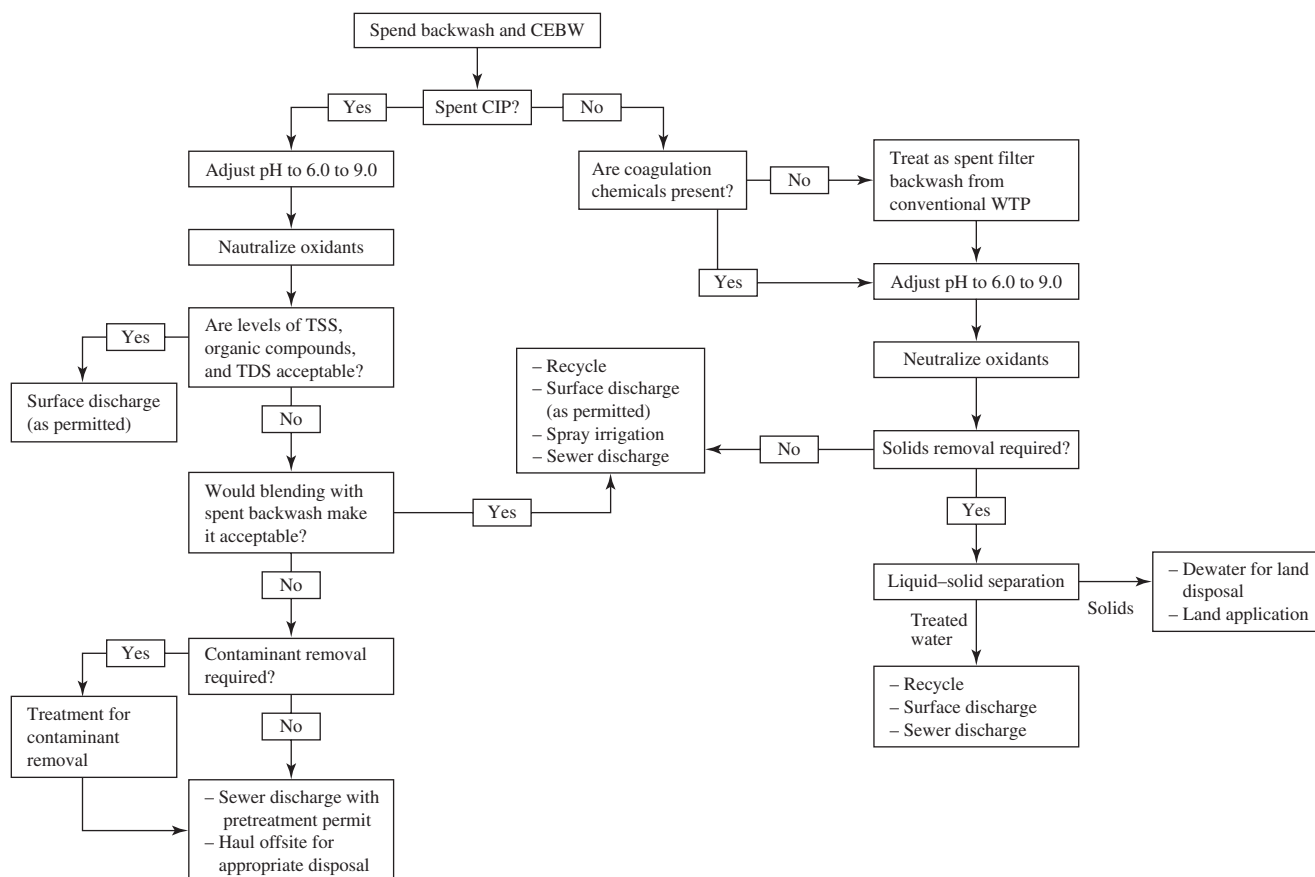 Spend backwash and CEBW
Yes
Spent CIP?
No
Adjust pH to 6.0 to 9.0
Are coagulation
chemicals present?
No
Treat as spent filter
backwash from
conventional WTP
Nautralize oxidants
Yes
Adjust pH to 6.0 to 9.0
Yes
Are levels of TSS,
organic compounds,
and TDS acceptable?
Neutralize oxidants
Surface discharge
(as permitted)
No
– Recycle
– Surface discharge
(as permitted)
– Spray irrigation
– Sewer discharge
No
Solids removal required?
Would blending with
spent backwash make
it acceptable?
Yes
Yes
No
Liquid–solid separation
Solids
– Dewater for land
disposal
– Land application
Treated
water
Yes
Contaminant removal
required?
– Recycle
– Surface discharge
– Sewer discharge
Treatment for
contaminant
removal
No
– Sewer discharge with
pretreatment permit
– Haul offsite for
appropriate disposal